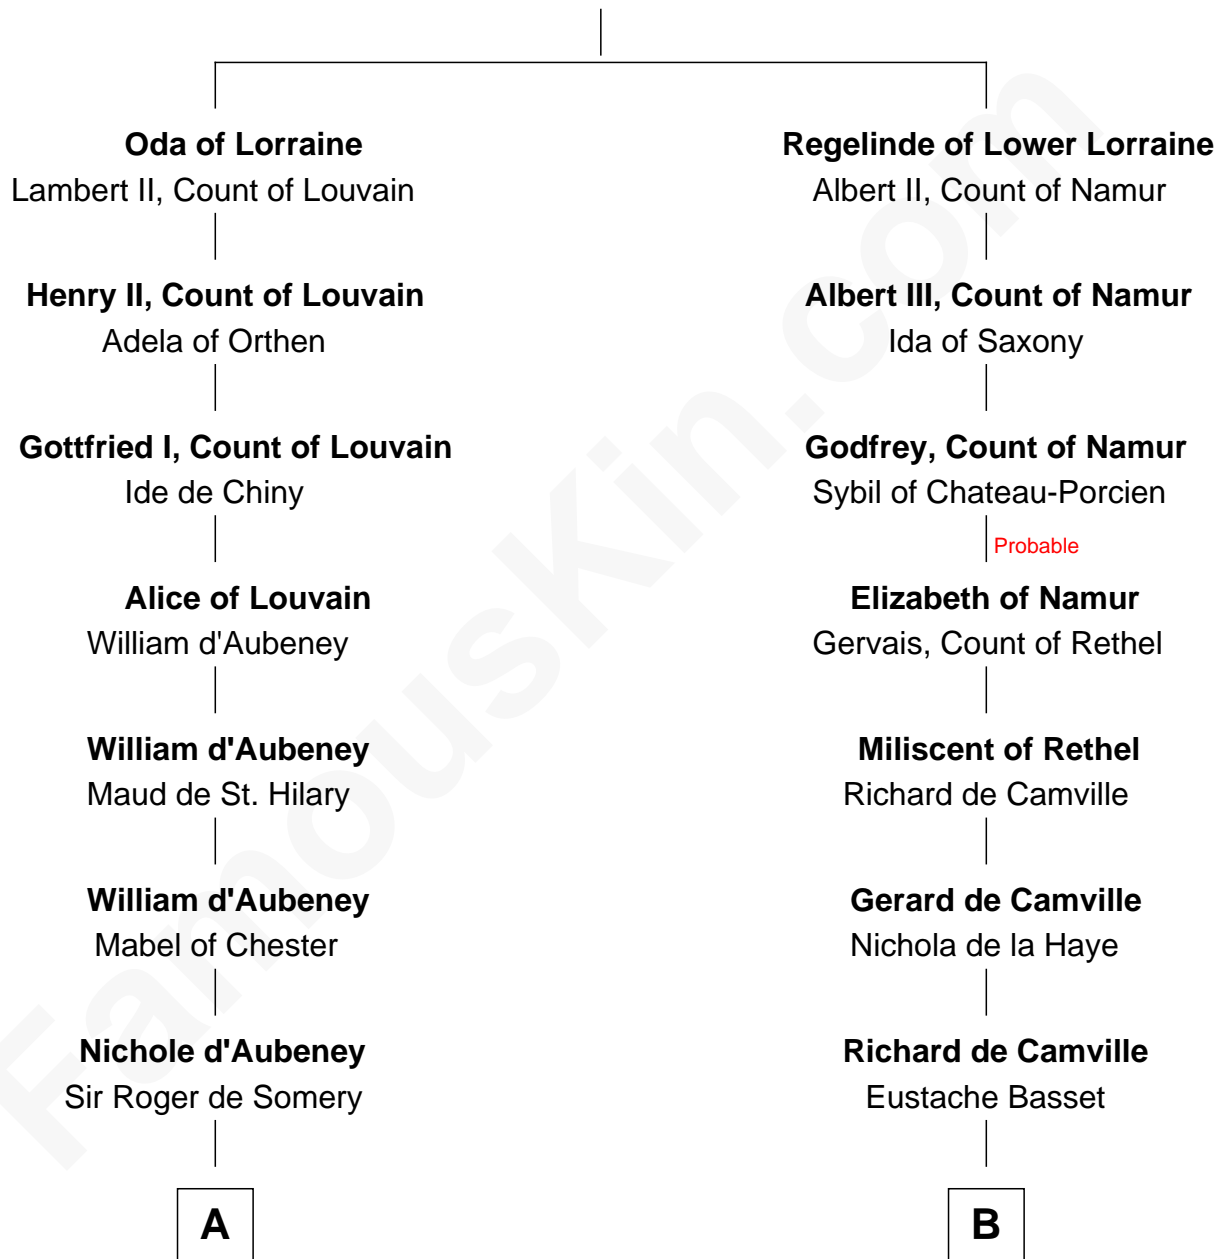 Oda of Lorraine
Lambert II, Count of Louvain
Henry II, Count of Louvain
Adela of Orthen
Gottfried I, Count of Louvain
Ide de Chiny
Alice of Louvain
William d'Aubeney
William d'Aubeney
Maud de St. Hilary
William d'Aubeney
Mabel of Chester
Nichole d'Aubeney
Sir Roger de Somery
A
Regelinde of Lower Lorraine
Albert II, Count of Namur
Albert III, Count of Namur
Ida of Saxony
Godfrey, Count of Namur
Sybil of Chateau-Porcien
Probable
Elizabeth of Namur
Gervais, Count of Rethel
Miliscent of Rethel
Richard de Camville
Gerard de Camville
Nichola de la Haye
Richard de Camville
Eustache Basset
B
FamousKin.com